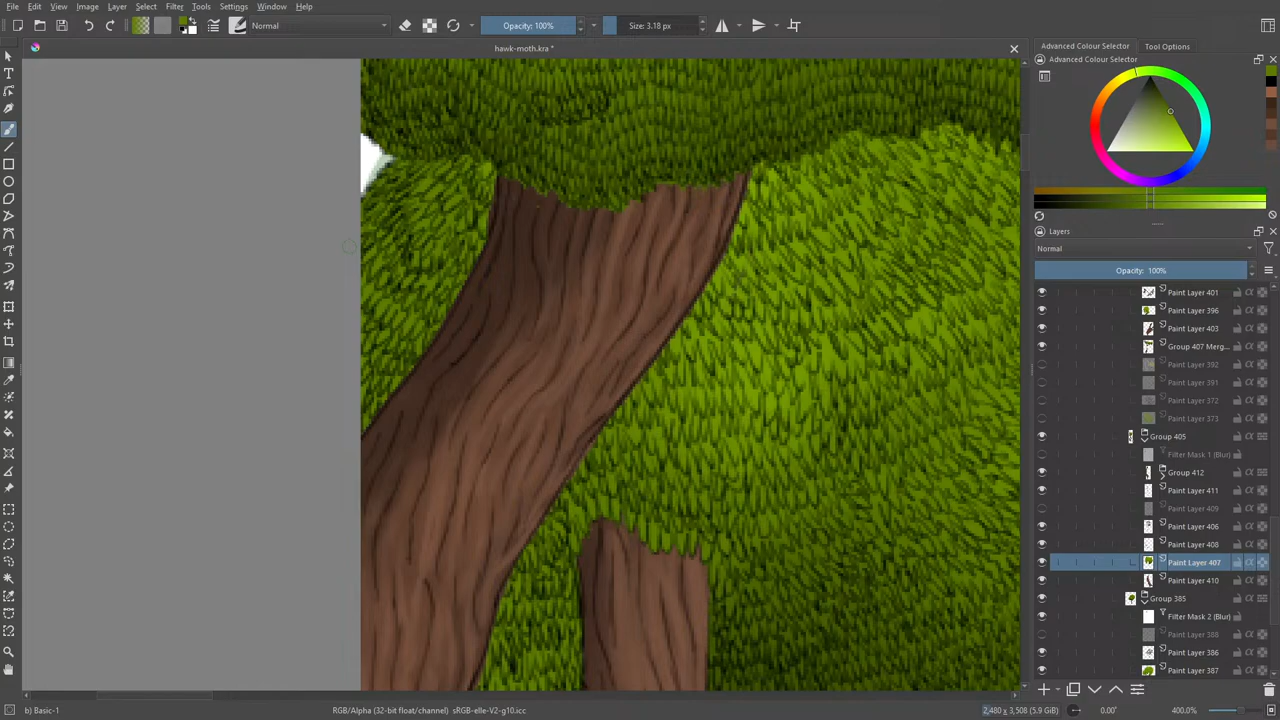 File Edit View Image Layer Select Filter Tools Settings Window Help
Normal
Opacity: 100%
Size: 3.18 px
hawk-moth.kra *
Advanced Colour Selector
Tool Options
Advanced Colour Selector
Layers
Normal
Opacity: 100%
Paint Layer 401
Paint Layer 396
Paint Layer 403
Group 407 Merg...
Paint Layer 392
Paint Layer 391
Paint Layer 372
Paint Layer 373
Group 405
Filter Mask 1 (Blur)
Group 412
Paint Layer 411
Paint Layer 409
Paint Layer 406
Paint Layer 408
Paint Layer 407
Paint Layer 410
Group 385
Filter Mask 2 (Blur)
Paint Layer 388
Paint Layer 386
Paint Layer 387
b) Basic-1
RGB/Alpha (32-bit float/channel) sRGB-elle-V2-g10.icc
2,480 x 3,508 (5.9 GiB)
0.00°
400.0%